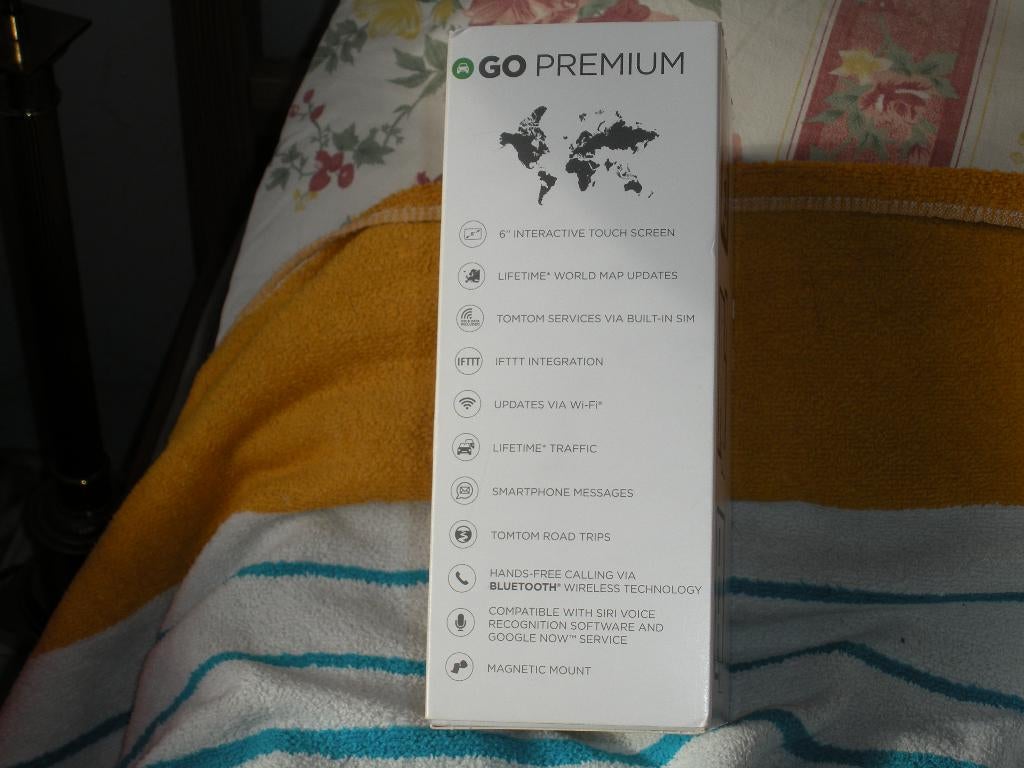 GO PREMIUM
6" INTERACTIVE TOUCH SCREEN
LIFETIME* WORLD MAP UPDATES
TOMTOM SERVICES VIA BUILT-IN SIM
IFTTT IFTTT INTEGRATION
UPDATES VIA Wi-Fi®
LIFETIME* TRAFFIC
SMARTPHONE MESSAGES
TOMTOM ROAD TRIPS
HANDS-FREE CALLING VIA
BLUETOOTH® WIRELESS TECHNOLOGY
COMPATIBLE WITH SIRI VOICE
RECOGNITION SOFTWARE AND
GOOGLE NOW™ SERVICE
MAGNETIC MOUNT